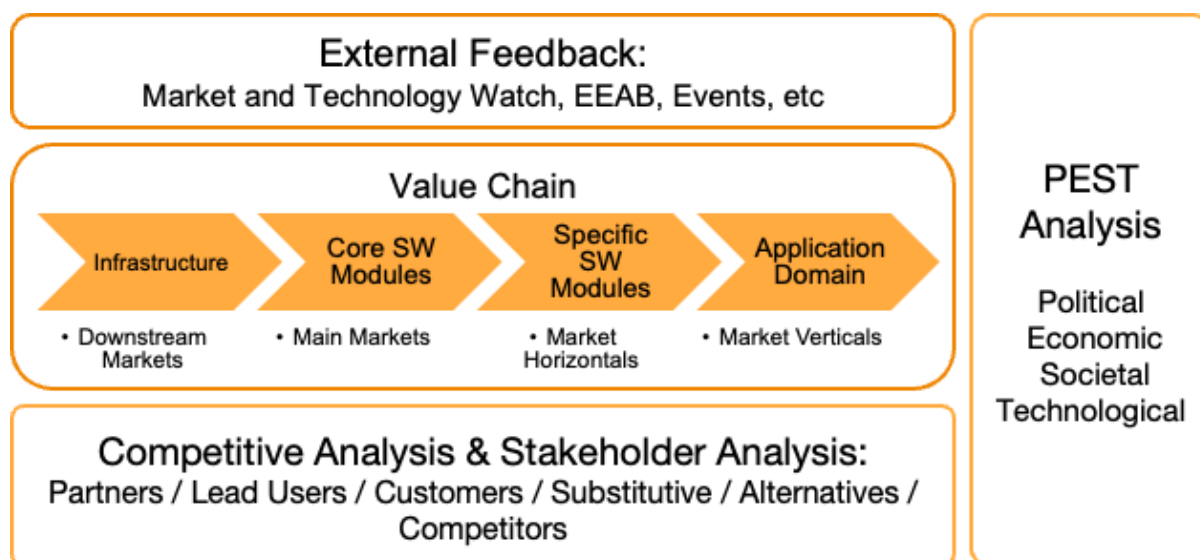 External Feedback:
Market and Technology Watch, EEAB, Events, etc
Value Chain
Infrastructure
Core SW
Modules
Specific
SW
Modules
Application
Domain
• Downstream
Markets
• Main Markets
• Market
Horizontals
• Market Verticals
Competitive Analysis & Stakeholder Analysis:
Partners / Lead Users / Customers / Substitutive / Alternatives /
Competitors
PEST
Analysis
Political
Economic
Societal
Technological